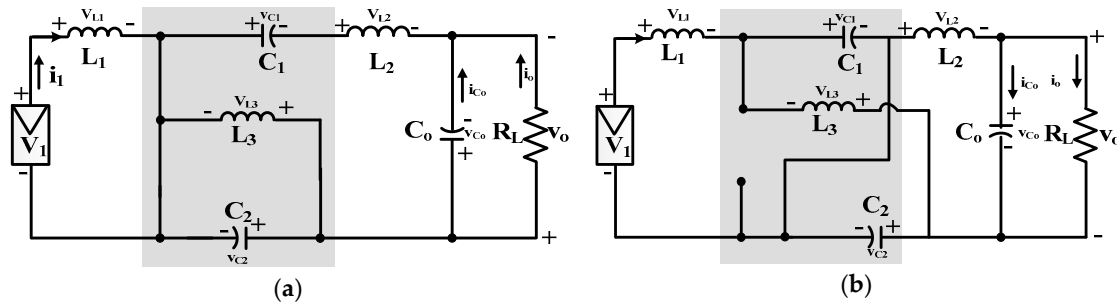 + V_L1 -
L_1
i_1
+
V_1
-
+ v_C1 -
C_1
+ V_L2 -
L_2
- V_L3 +
L_3
C_2
- +
v_C2
i_Co
i_o
-
C_o
-
v_Co
+
R_L
v_o
+
(a)
+ V_L1 -
L_1
+
V_1
-
+ v_C1 -
C_1
+ V_L2 -
L_2
- V_L3 +
L_3
C_2
- +
v_C2
i_Co
i_o
+
C_o
+
v_Co
-
R_L
v_o
-
(b)